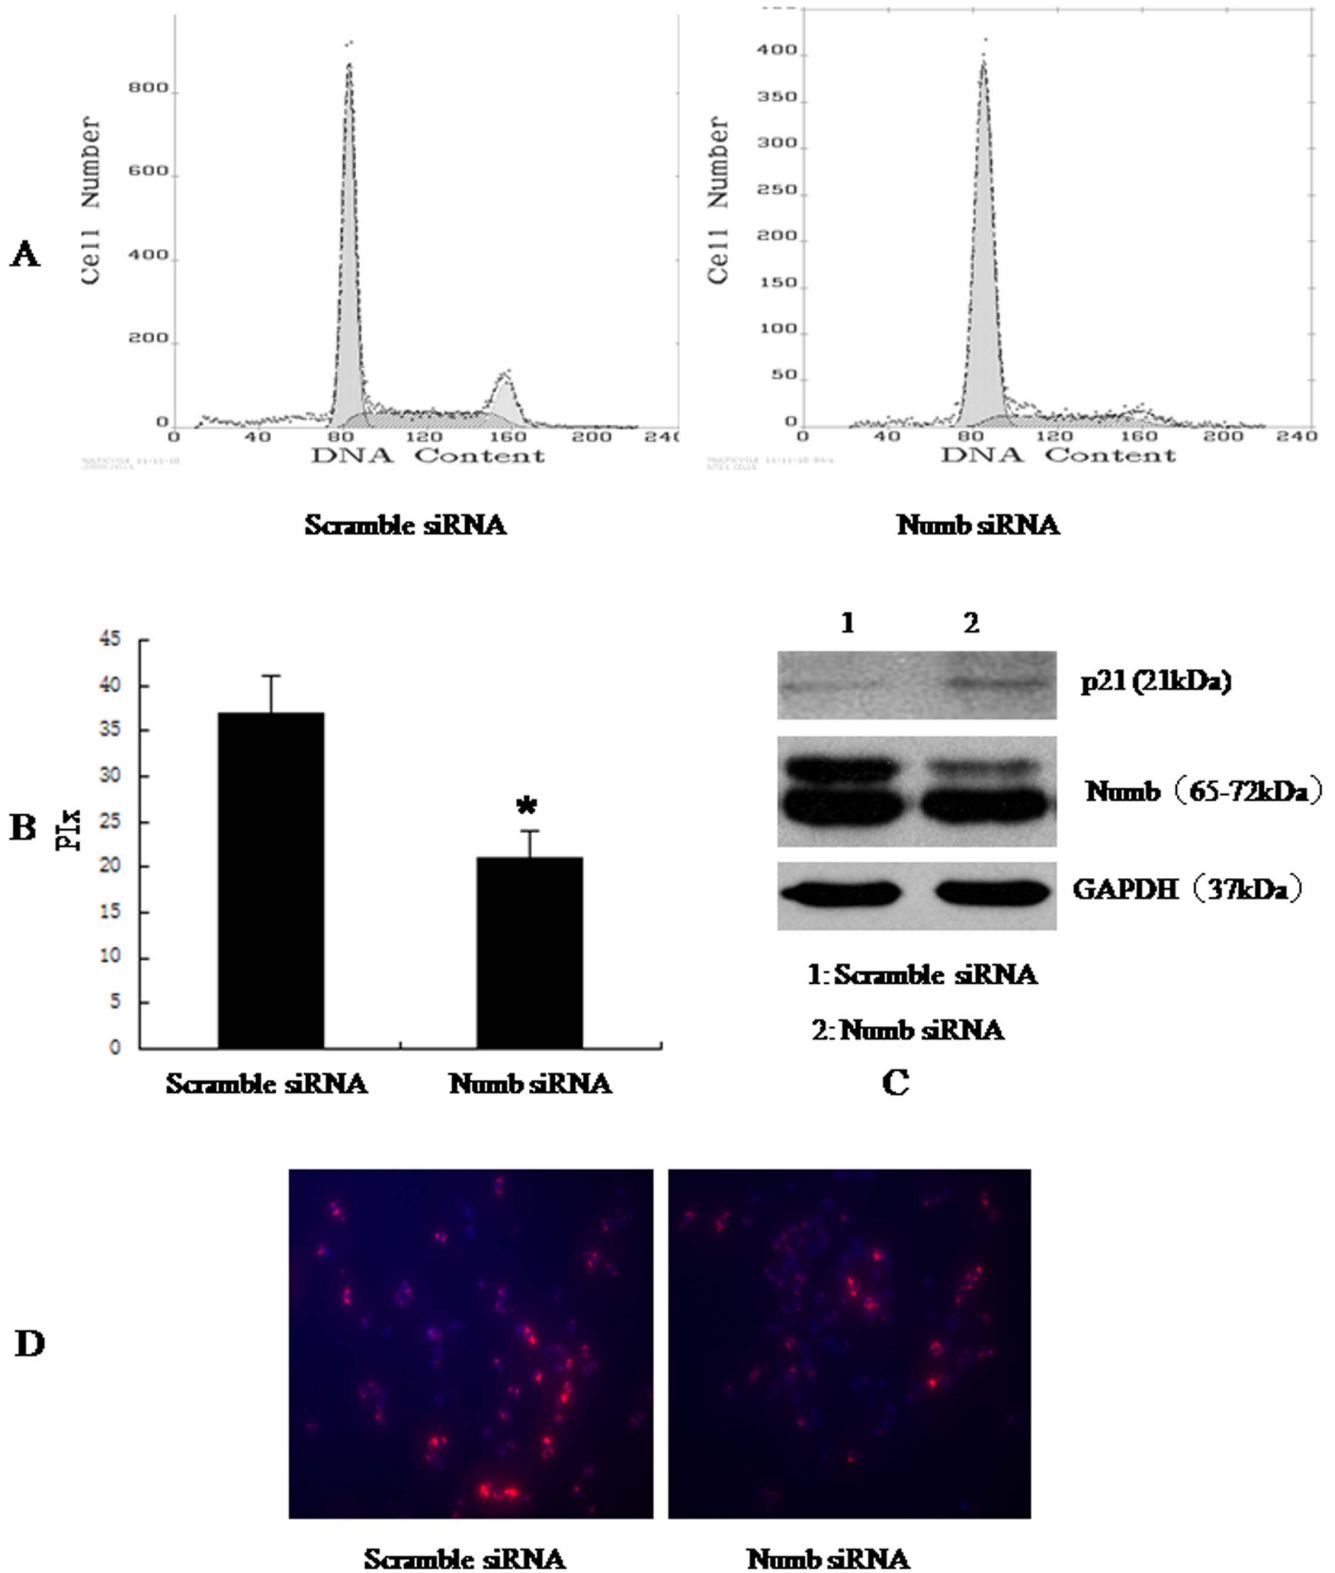 A
Cell Number
800
600
400
200
0
0 40 80 120 160 200 240
DNA Content
Scramble siRNA
Cell Number
400
350
300
250
200
150
100
50
0
0 40 80 120 160 200 240
DNA Content
Numb siRNA
B
PIx
45
40
35
30
25
20
15
10
5
0
*
Scramble siRNA Numb siRNA
1 2
p21 (21kDa)
Numb（65-72kDa）
GAPDH（37kDa）
1: Scramble siRNA
2: Numb siRNA
C
D
Scramble siRNA Numb siRNA